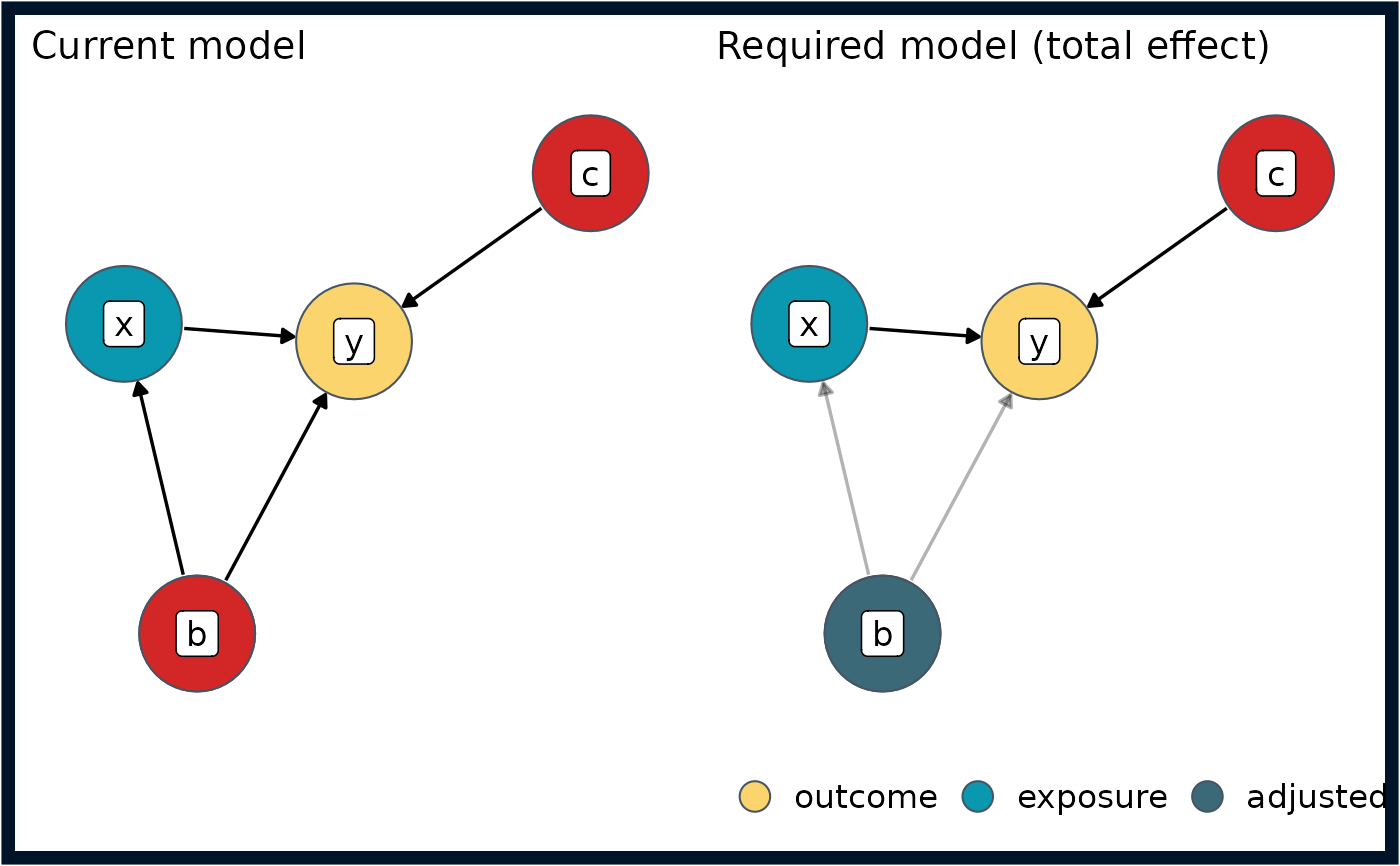 Current model
Required model (total effect)
c
c
x
y
x
y
b
b
outcome
exposure
adjusted